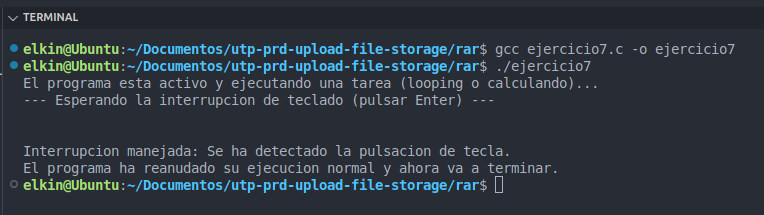 TERMINAL
elkin@Ubuntu:~/Documentos/utp-prd-upload-file-storage/rar$ gcc ejercicio7.c -o ejercicio7
elkin@Ubuntu:~/Documentos/utp-prd-upload-file-storage/rar$ ./ejercicio7
El programa esta activo y ejecutando una tarea (looping o calculando)...
--- Esperando la interrupcion de teclado (pulsar Enter) ---
Interrupcion manejada: Se ha detectado la pulsacion de tecla.
El programa ha reanudado su ejecucion normal y ahora va a terminar.
elkin@Ubuntu:~/Documentos/utp-prd-upload-file-storage/rar$